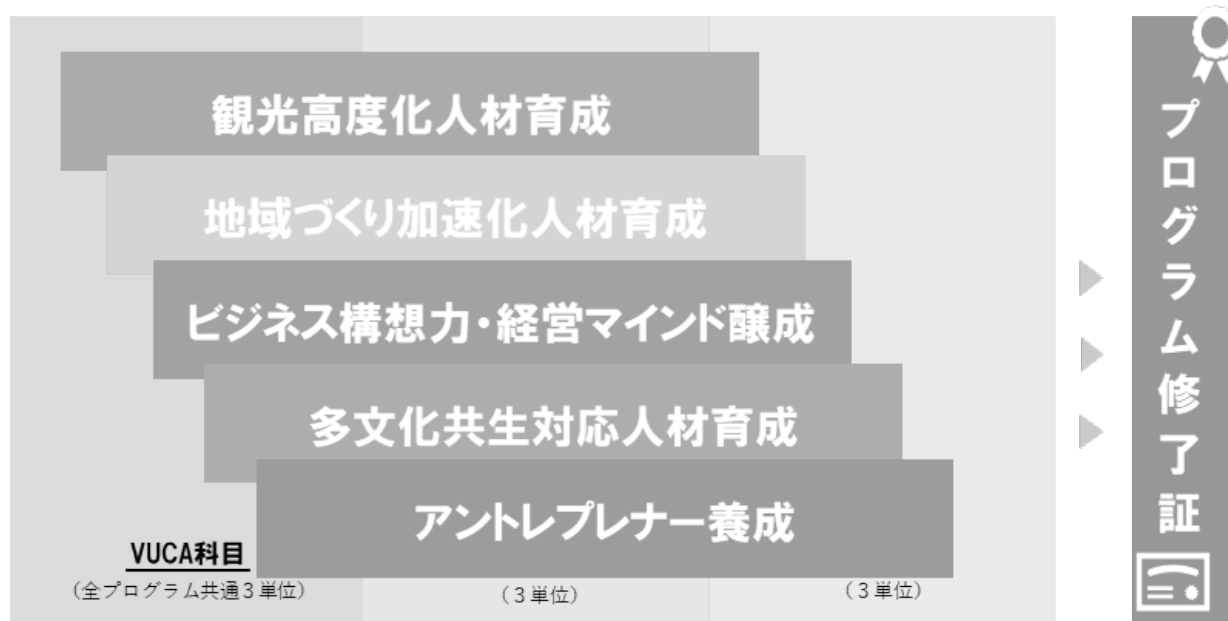 観光高度化人材育成
地域づくり加速化人材育成
ビジネス構想力・経営マインド醸成
多文化共生対応人材育成
アントレプレナー養成
VUCA科目
(全プログラム共通3単位)
(3単位)
(3単位)
プログラム修了証